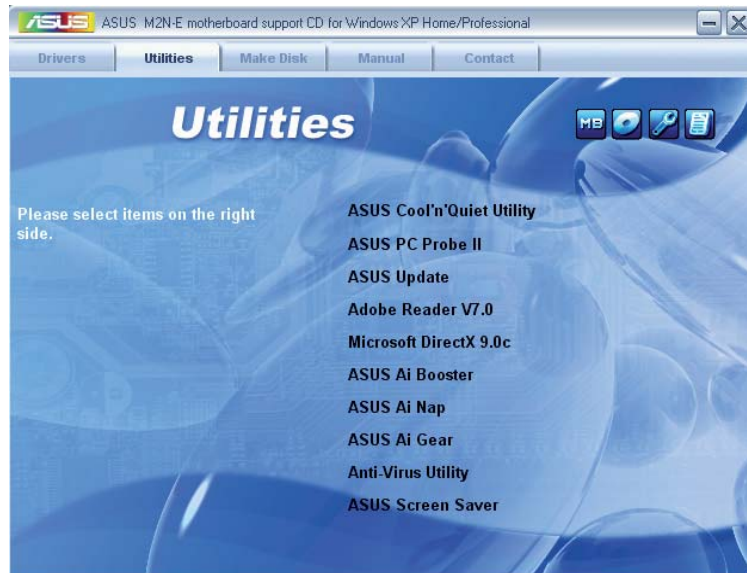 ASUS ASUS M2N-E motherboard support CD for Windows XP Home/Professional
Drivers Utilities Make Disk Manual Contact
Utilities
MB
Please select items on the right
side.
ASUS Cool'n'Quiet Utility
ASUS PC Probe II
ASUS Update
Adobe Reader V7.0
Microsoft DirectX 9.0c
ASUS Ai Booster
ASUS Ai Nap
ASUS Ai Gear
Anti-Virus Utility
ASUS Screen Saver